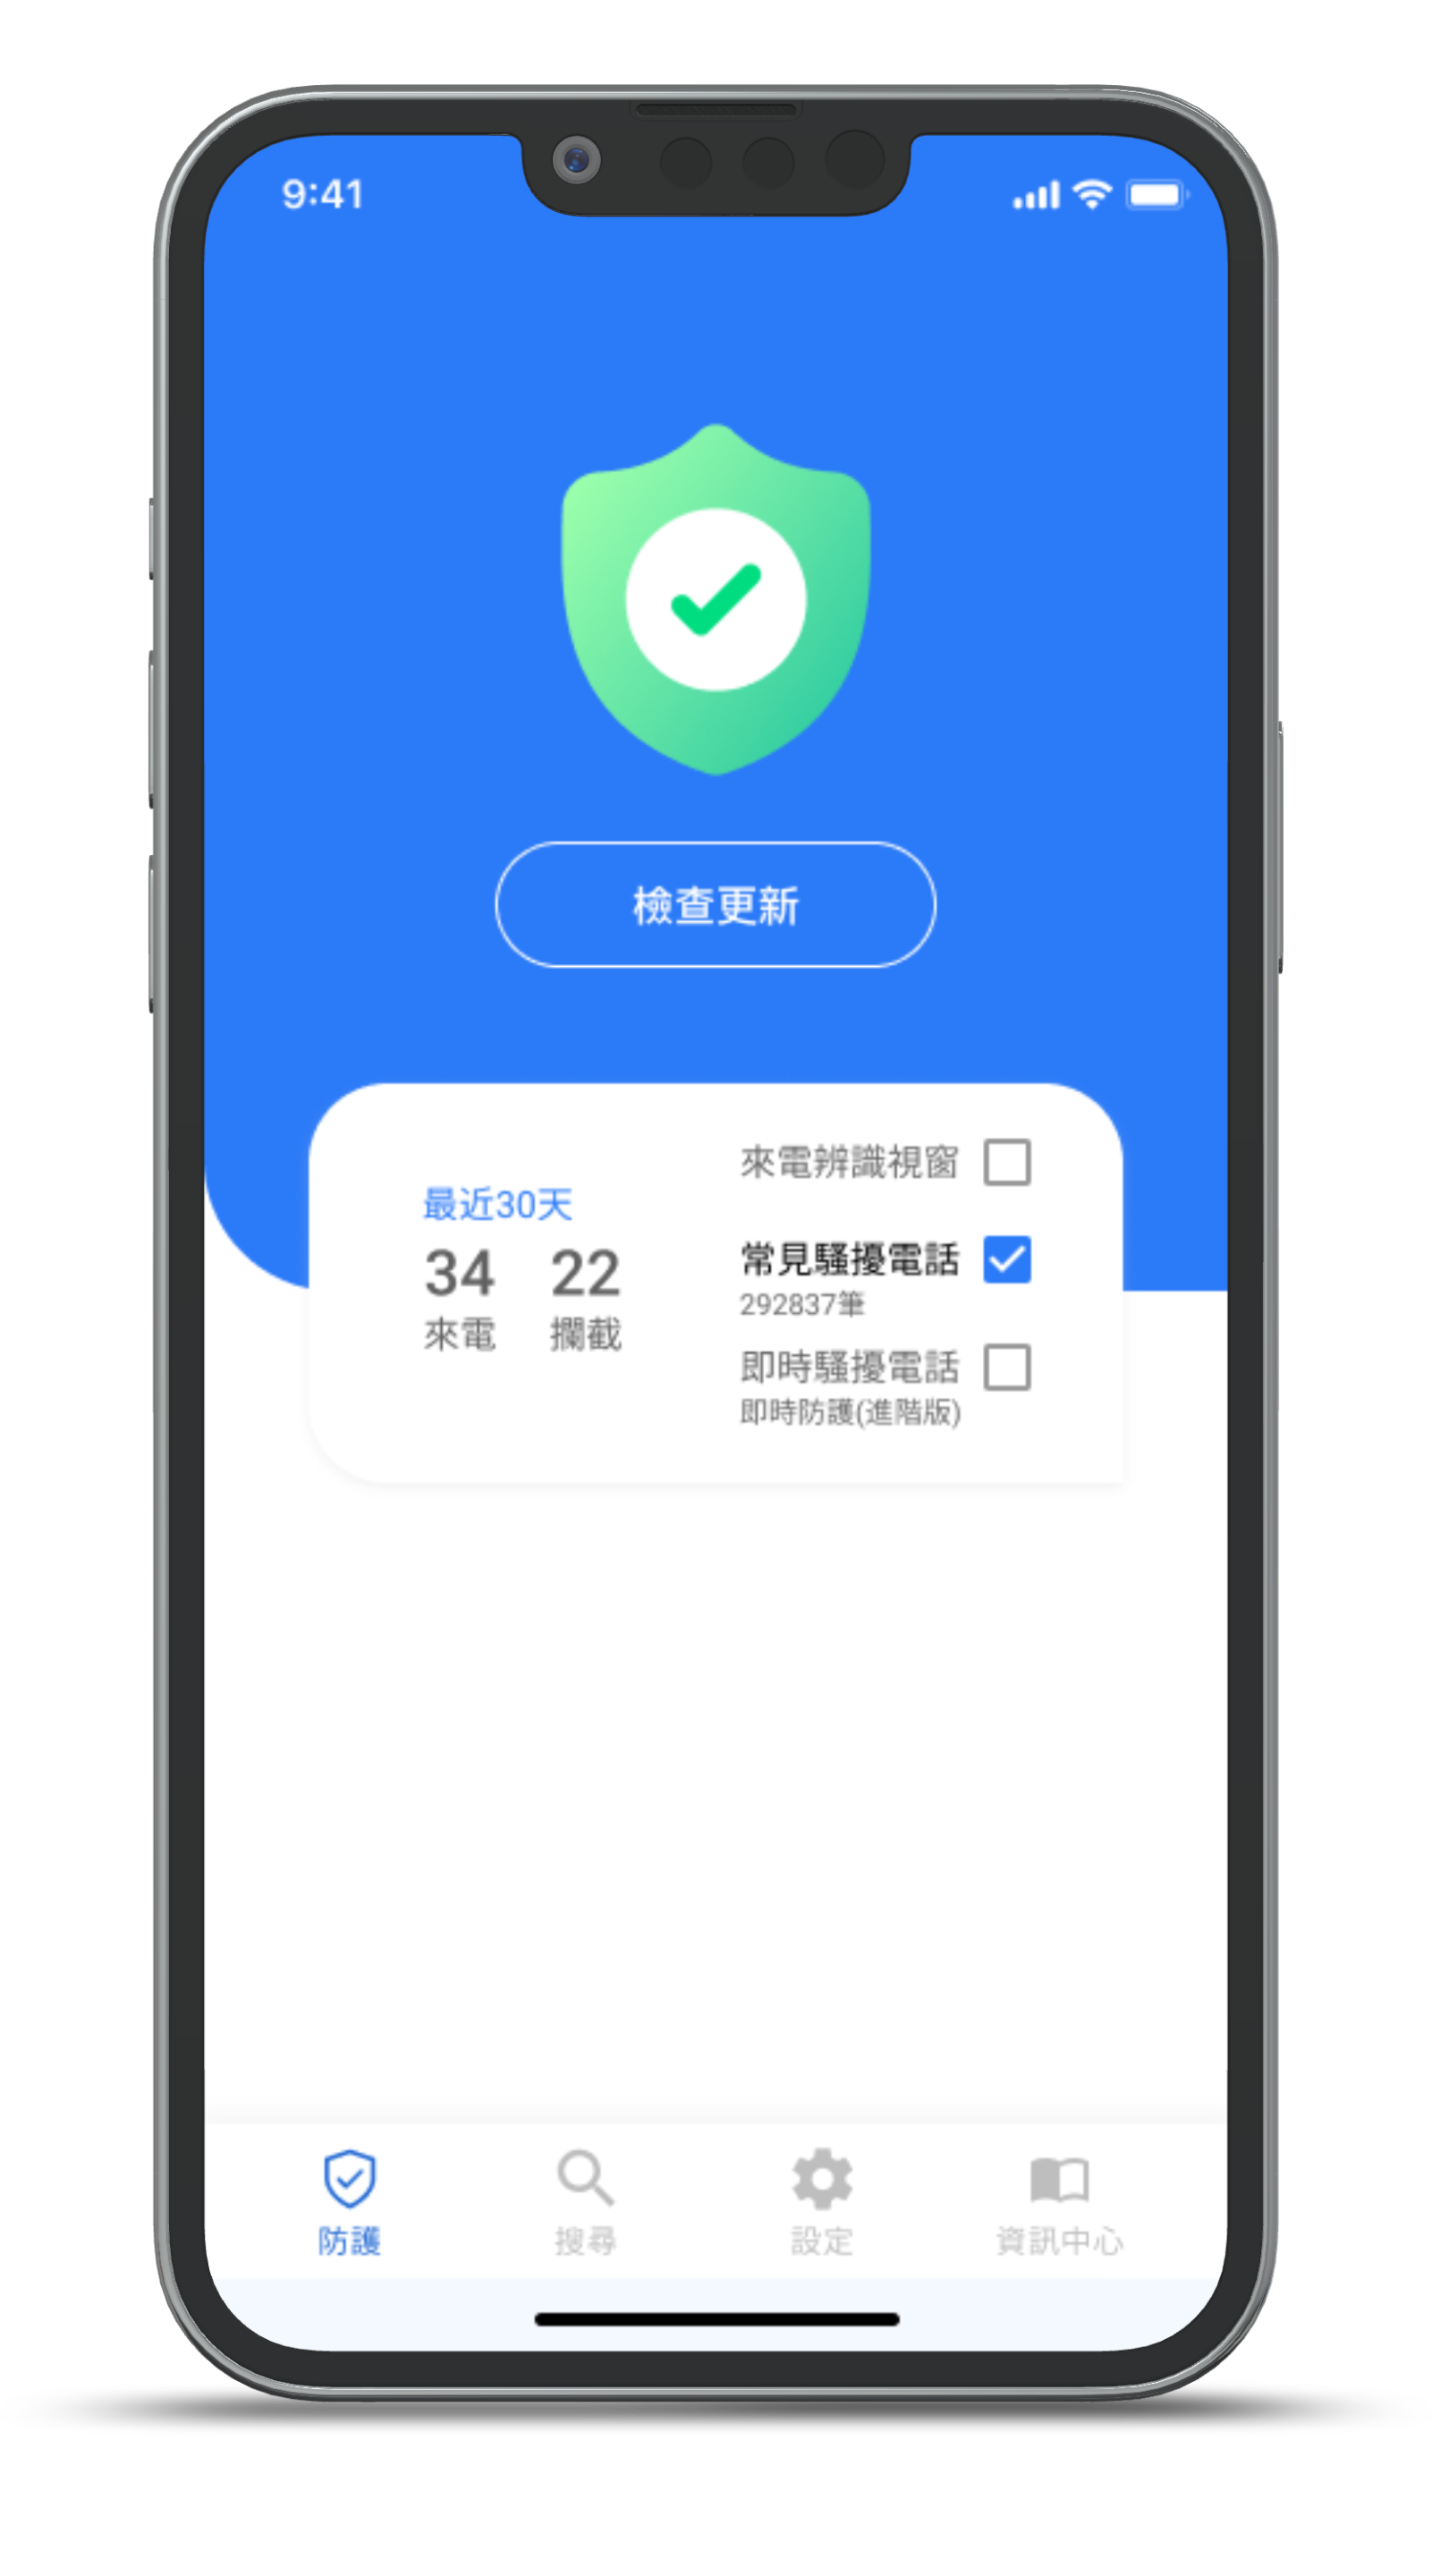 9:41
檢查更新
最近30天
34 22
來電 攔截
來電辨識視窗
常見騷擾電話
292837筆
即時騷擾電話
即時防護(進階版)
防護 搜尋 設定 資訊中心